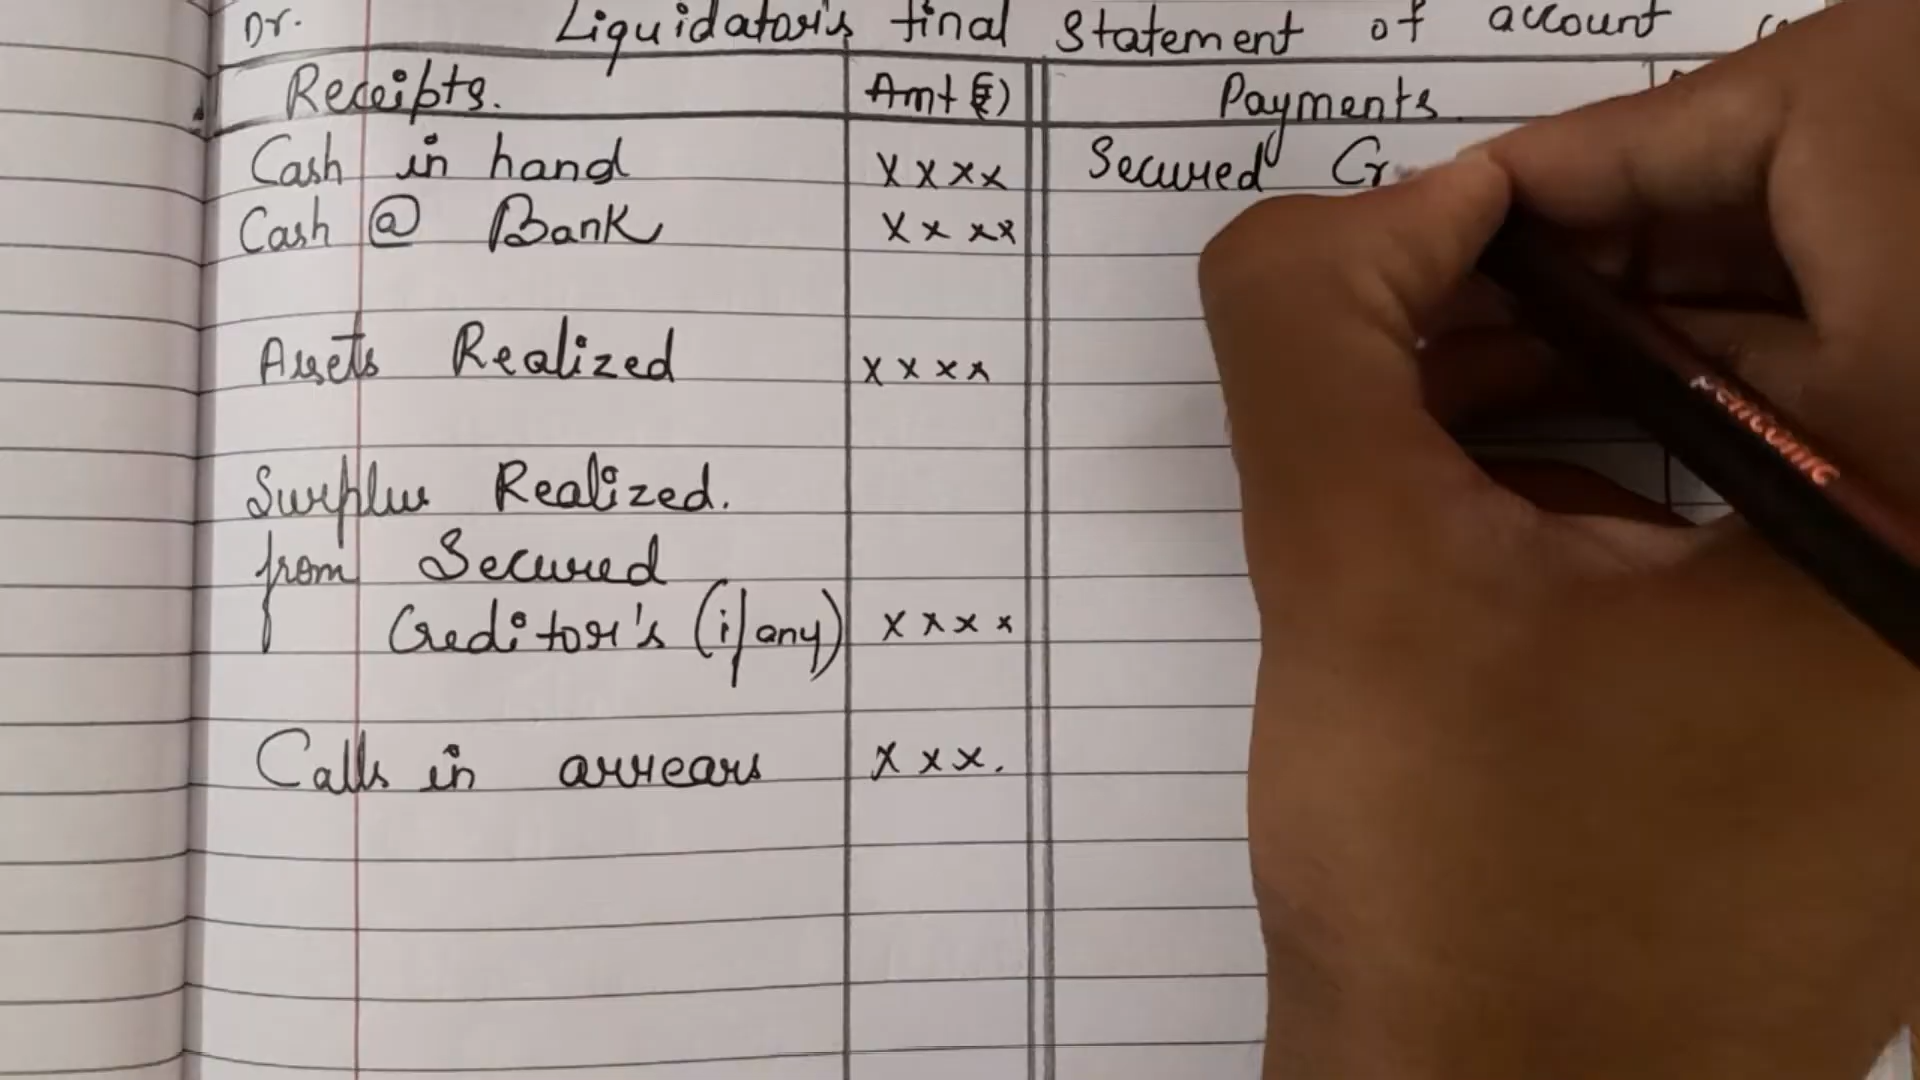 Dr. Liquidator's final Statement of account
Receipts. Amt (₹) Payments.
Cash in hand xxxx Secured Cr
Cash @ Bank xxxx
Assets Realized xxxx
Surplus Realized.
from Secured
Creditor's (if any) xxxx
Calls in arrears xxx.